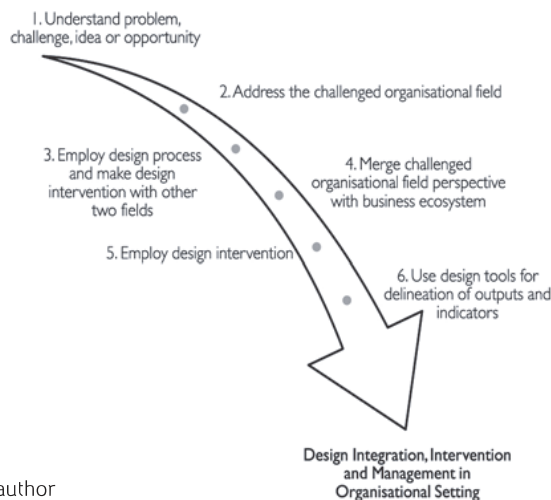 1. Understand problem,
challenge, idea or opportunity
2. Address the challenged organisational field
3. Employ design process
and make design
intervention with other
two fields
4. Merge challenged
organisational field perspective
with business ecosystem
5. Employ design intervention
6. Use design tools for
delineation of outputs and
indicators
Design Integration, Intervention
and Management in
Organisational Setting
author